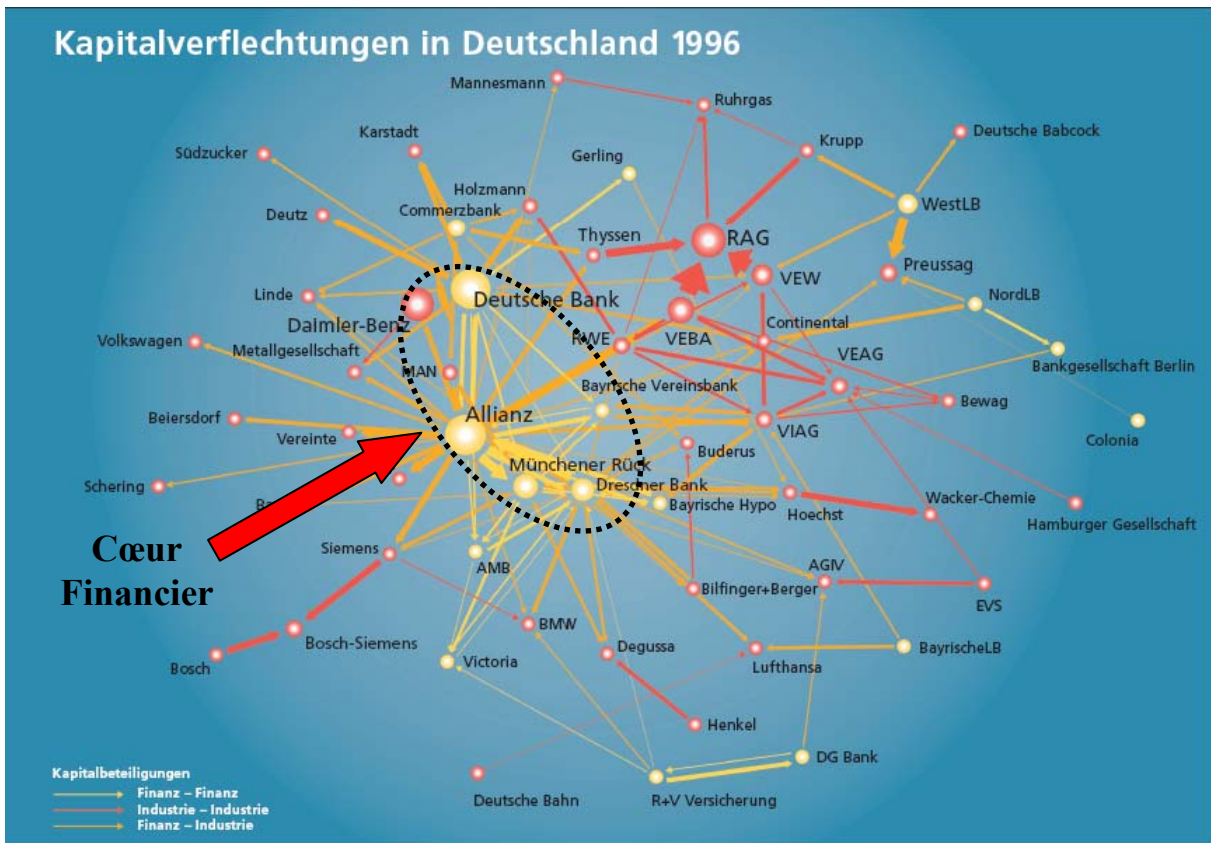 Kapitalverflechtungen in Deutschland 1996
Mannesmann
Ruhrgas
Karstadt
Krupp
Deutsche Babcock
Südzucker
Gerling
Holzmann
WestLB
Deutz
Commerzbank
Thyssen
RAG
Preussag
VEW
Linde
Deutsche Bank
NordLB
Daimler-Benz
Continental
Volkswagen
RWE
VEBA
Metallgesellschaft
VEAG
Bankgesellschaft Berlin
MAN
Bayrische Vereinsbank
Bewag
Beiersdorf
Allianz
VIAG
Colonia
Vereinte
Buderus
Münchener Rück
Schering
Dresdner Bank
Bayrische Hypo
Hoechst
Wacker-Chemie
Hamburger Gesellschaft
Cœur
Financier
Siemens
AMB
AGIV
Bilfinger+Berger
EVS
BMW
Bosch-Siemens
Degussa
BayrischeLB
Bosch
Victoria
Lufthansa
Henkel
DG Bank
Deutsche Bahn
R+V Versicherung
Kapitalbeteiligungen
Finanz – Finanz
Industrie – Industrie
Finanz – Industrie